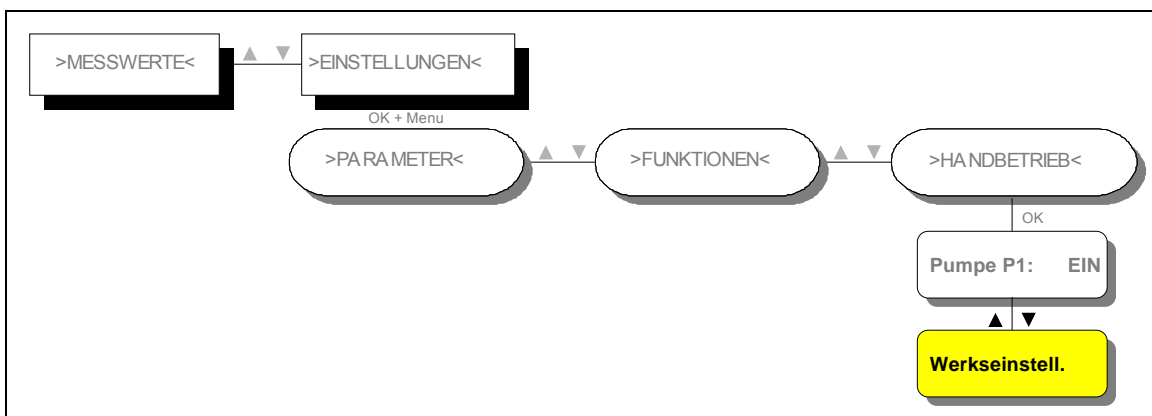 >MESSWERTE< ▲ ▼ >EINSTELLUNGEN<
OK + Menu
>PARAMETER< ▲ ▼ >FUNKTIONEN< ▲ ▼ >HANDBETRIEB<
OK
Pumpe P1: EIN
▲ ▼
Werkseinstell.